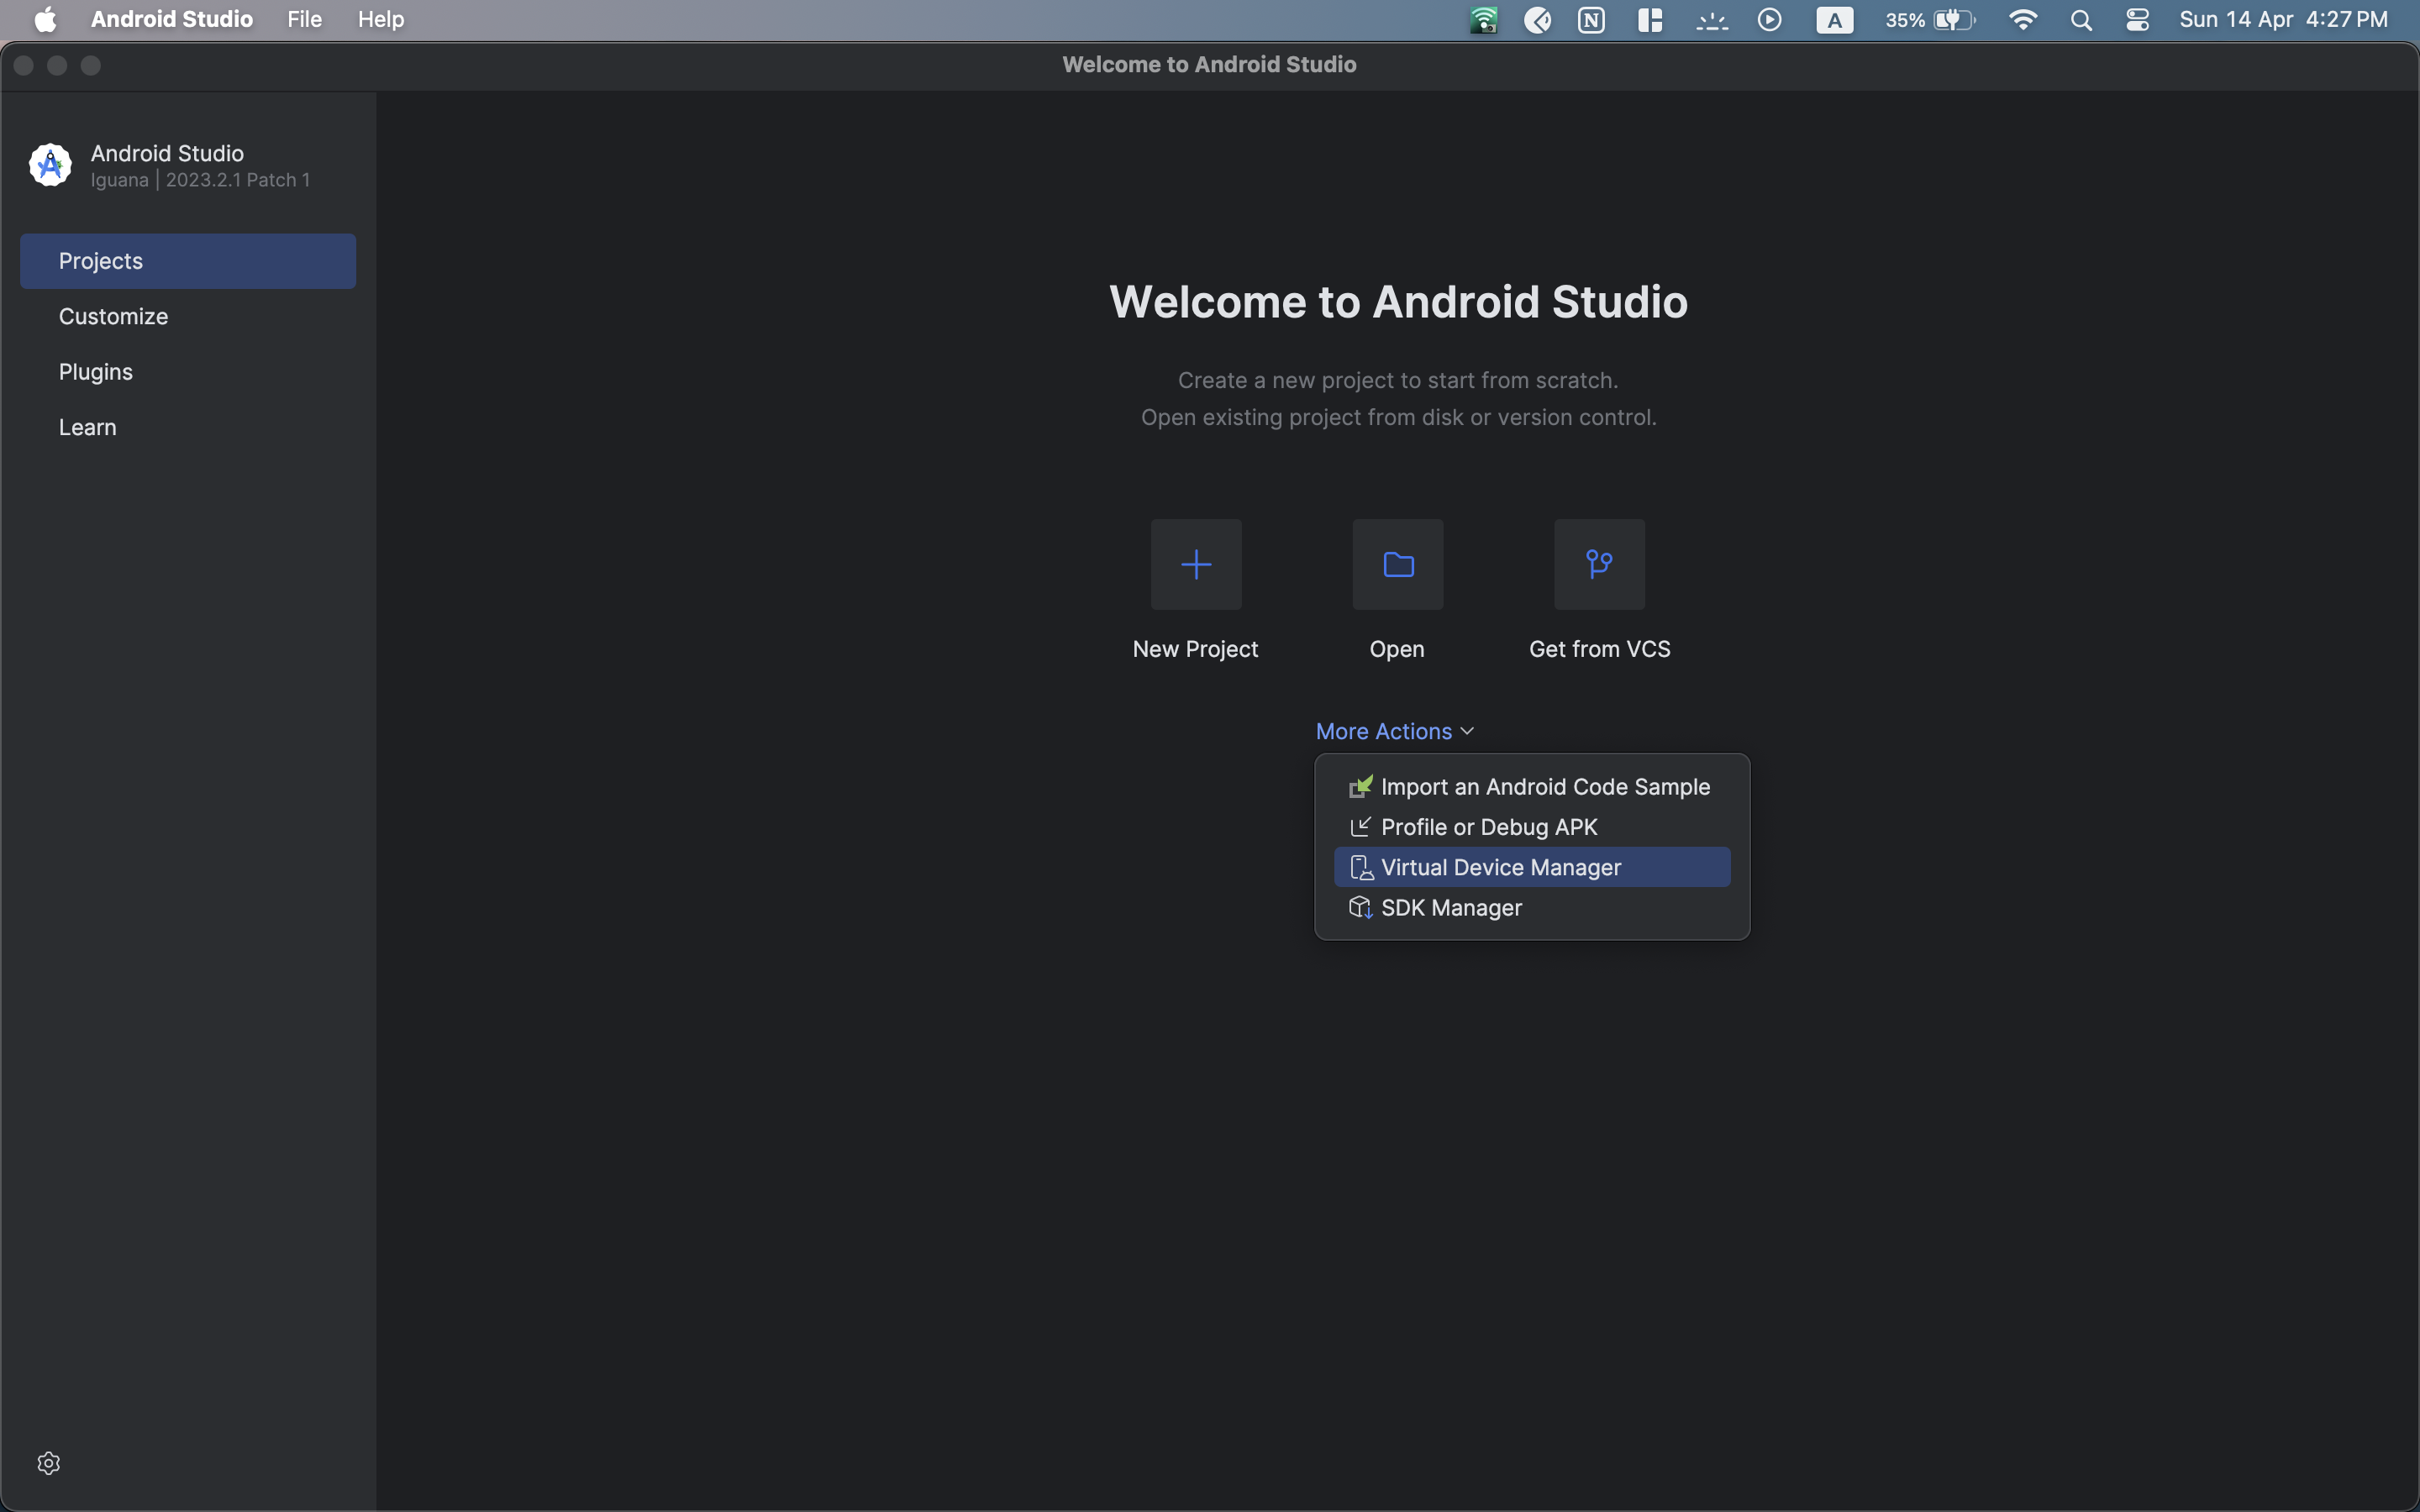 Android Studio File Help
A 35% Sun 14 Apr 4:27 PM
Welcome to Android Studio
Android Studio
Iguana | 2023.2.1 Patch 1
Projects
Customize
Plugins
Learn
Welcome to Android Studio
Create a new project to start from scratch.
Open existing project from disk or version control.
New Project
Open
Get from VCS
More Actions
Import an Android Code Sample
Profile or Debug APK
Virtual Device Manager
SDK Manager